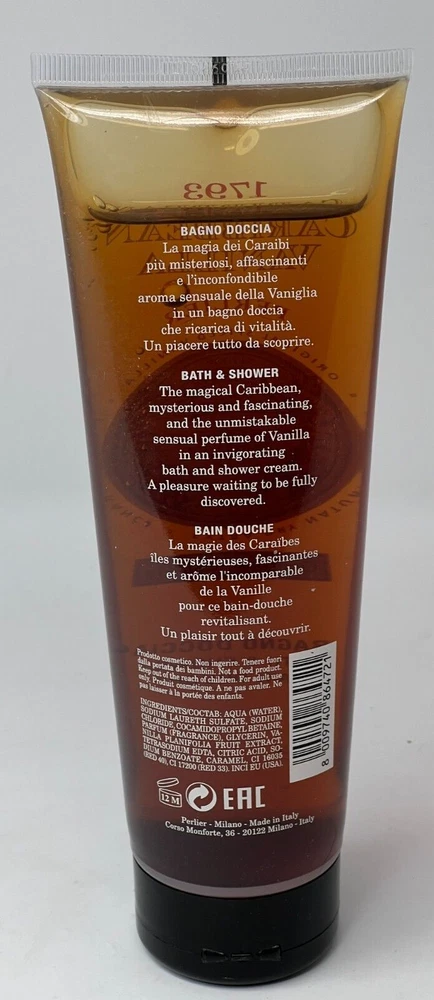 1793
CARIBBEAN
VANILLA
BAGNO DOCCIA
La magia dei Caraibi
più misteriosi, affascinanti
e l'inconfondibile
aroma sensuale della Vaniglia
in un bagno doccia
che ricarica di vitalità.
Un piacere tutto da scoprire.
BATH & SHOWER
The magical Caribbean,
mysterious and fascinating,
and the unmistakable
sensual perfume of Vanilla
in an invigorating
bath and shower cream.
A pleasure waiting to be fully
discovered.
BAIN DOUCHE
La magie des Caraïbes
îles mystérieuses, fascinantes
et arôme l'incomparable
de la Vanille
pour ce bain-douche
revitalisant.
Un plaisir tout à découvrir.
BAGNO DOCCIA
Prodotto cosmetico. Non ingerire. Tenere fuori
dalla portata dei bambini. Not a food product.
Keep out of the reach of children. For adult use
only. Produit cosmétique. A ne pas avaler. Ne
pas laisser à la portée des enfants.
INGREDIENTS/COCTAB: AQUA (WATER),
SODIUM LAURETH SULFATE, SODIUM
CHLORIDE, COCAMIDOPROPYL BETAINE,
PARFUM (FRAGRANCE), GLYCERIN, VA-
NILLA PLANIFOLIA FRUIT EXTRACT,
TETRASODIUM EDTA, CITRIC ACID, SO-
DIUM BENZOATE, CARAMEL, CI 16035
(RED 40), CI 17200 (RED 33). INCI EU (USA).
8 009740 864721
12 M
EAC
Perlier - Milano - Made in Italy
Corso Monforte, 36 - 20122 Milano - Italy